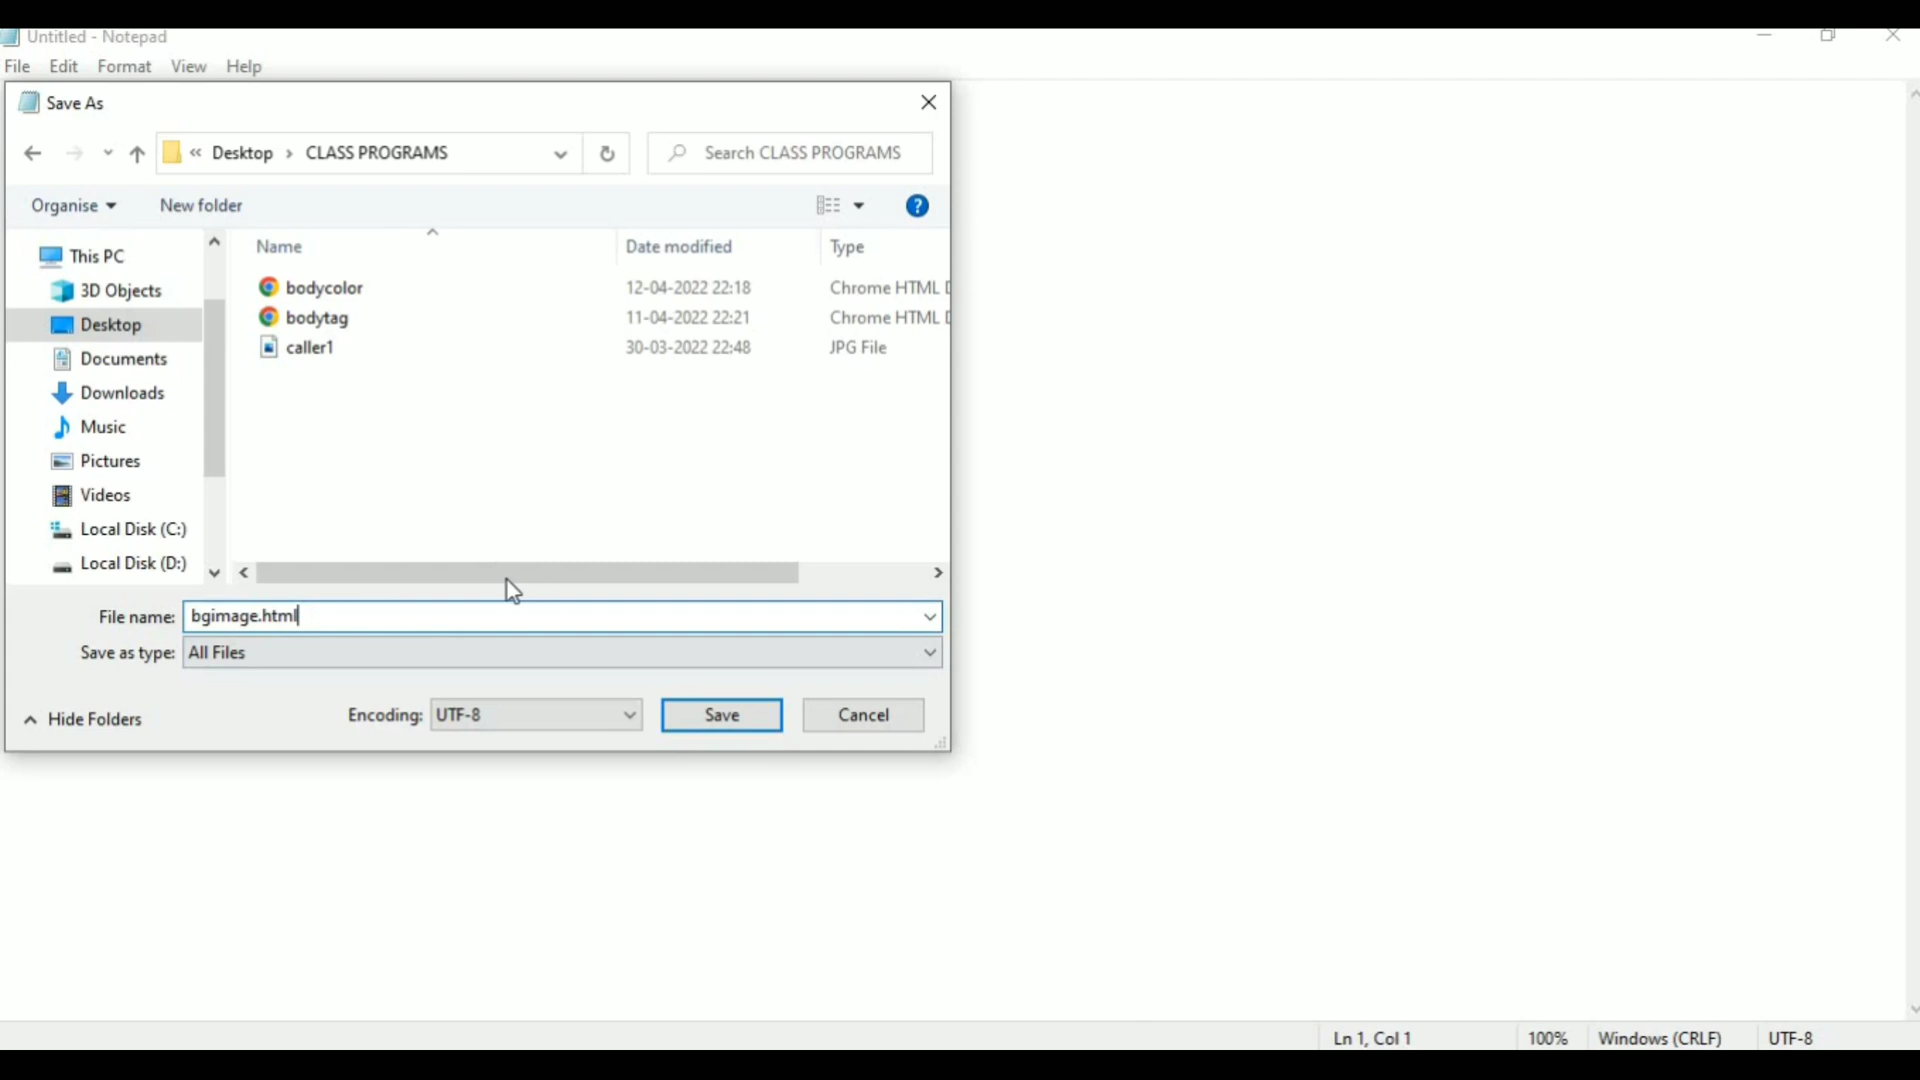 Untitled - Notepad
File Edit Format View Help
Save As
« Desktop › CLASS PROGRAMS
Search CLASS PROGRAMS
Organise New folder
?
Name Date modified Type
This PC
3D Objects
Desktop
Documents
Downloads
Music
Pictures
Videos
Local Disk (C:)
Local Disk (D:)
bodycolor 12-04-2022 22:18 Chrome HTML D
bodytag 11-04-2022 22:21 Chrome HTML D
caller1 30-03-2022 22:48 JPG File
File name: bgimage.html
Save as type: All Files
Hide Folders
Encoding: UTF-8
Save
Cancel
Ln 1, Col 1 100% Windows (CRLF) UTF-8